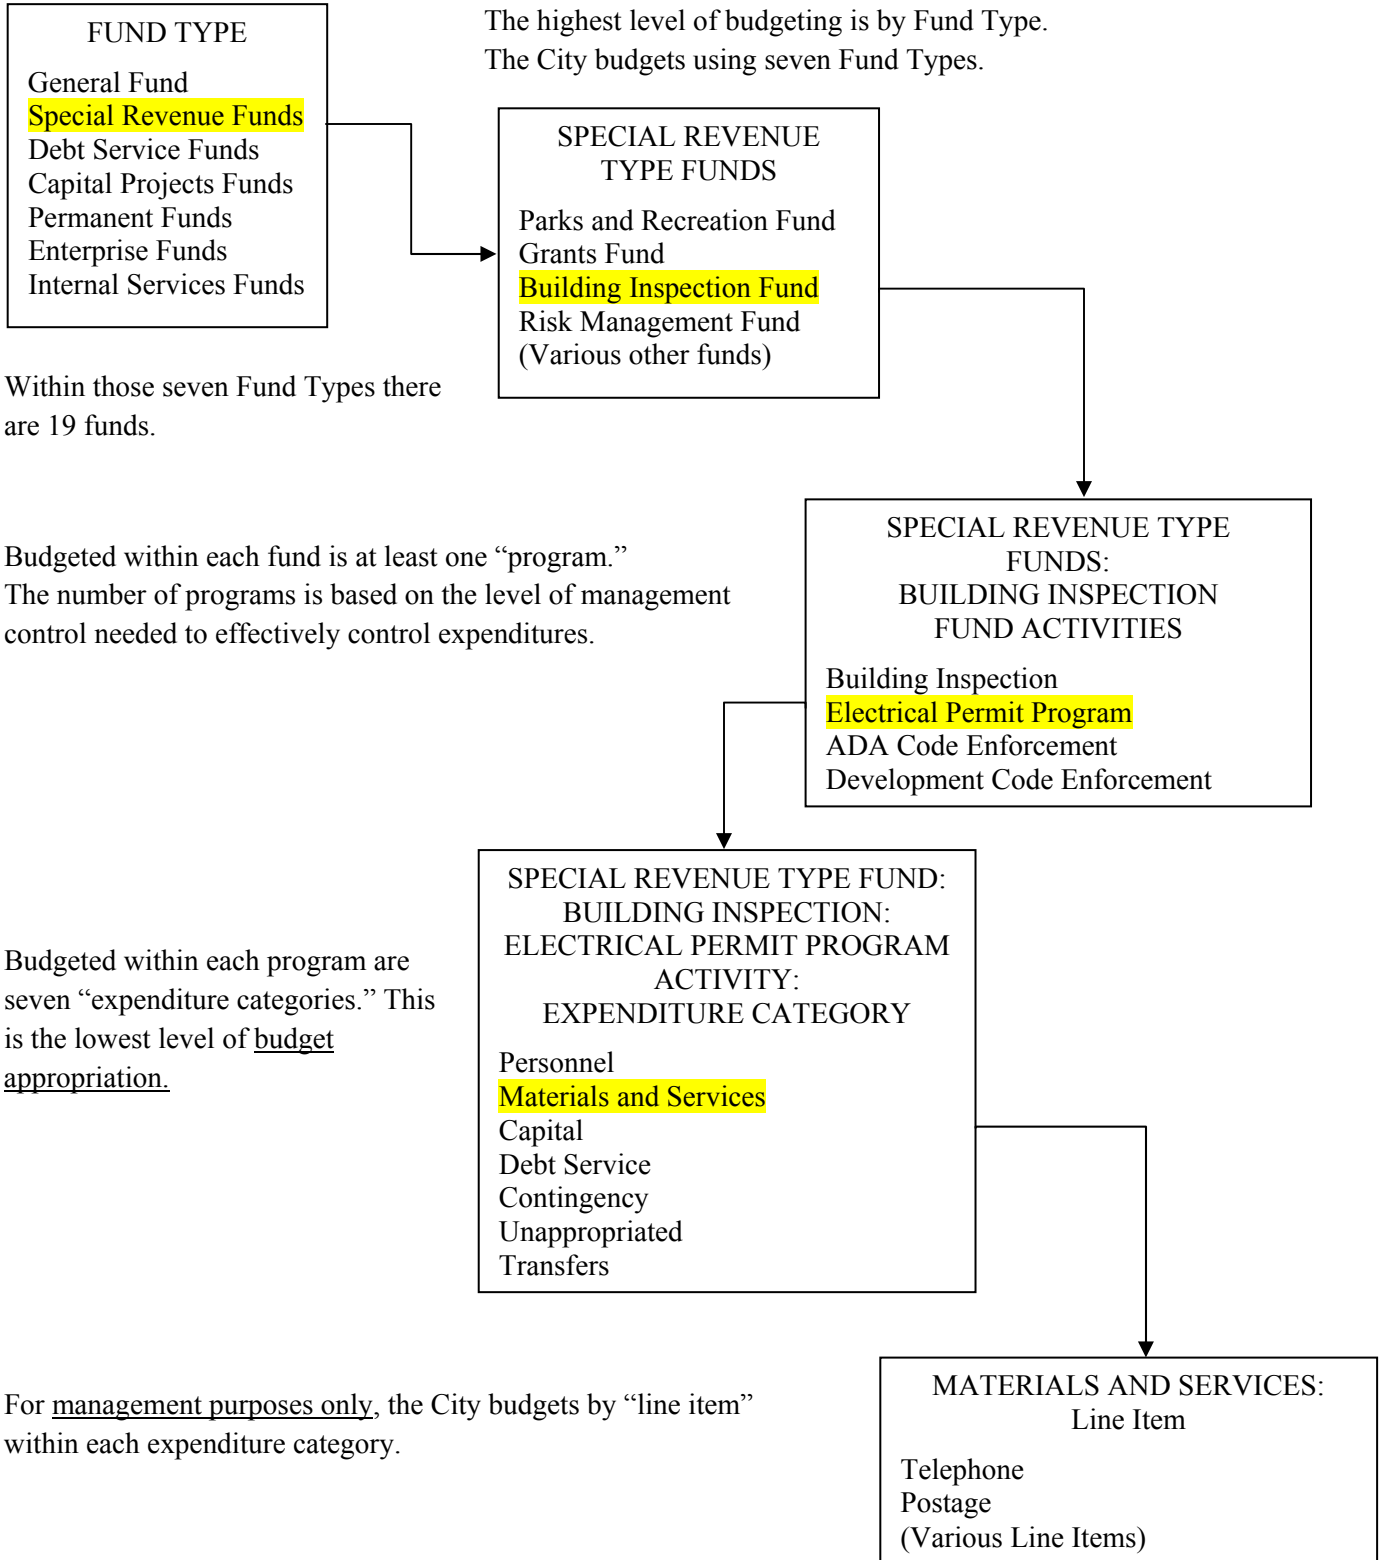 FUND TYPE
General Fund
Special Revenue Funds
Debt Service Funds
Capital Projects Funds
Permanent Funds
Enterprise Funds
Internal Services Funds
The highest level of budgeting is by Fund Type.
The City budgets using seven Fund Types.
SPECIAL REVENUE
TYPE FUNDS
Parks and Recreation Fund
Grants Fund
Building Inspection Fund
Risk Management Fund
(Various other funds)
Within those seven Fund Types there
are 19 funds.
SPECIAL REVENUE TYPE
FUNDS:
BUILDING INSPECTION
FUND ACTIVITIES
Building Inspection
Electrical Permit Program
ADA Code Enforcement
Development Code Enforcement
Budgeted within each fund is at least one “program.”
The number of programs is based on the level of management
control needed to effectively control expenditures.
SPECIAL REVENUE TYPE FUND:
BUILDING INSPECTION:
ELECTRICAL PERMIT PROGRAM
ACTIVITY:
EXPENDITURE CATEGORY
Personnel
Materials and Services
Capital
Debt Service
Contingency
Unappropriated
Transfers
Budgeted within each program are
seven “expenditure categories.” This
is the lowest level of budget
appropriation.
MATERIALS AND SERVICES:
Line Item
Telephone
Postage
(Various Line Items)
For management purposes only, the City budgets by “line item”
within each expenditure category.